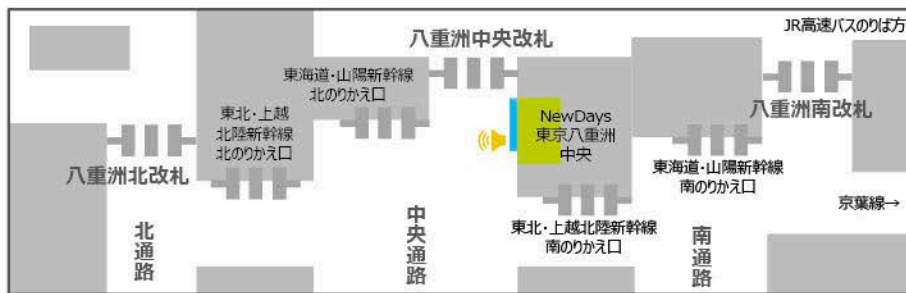 JR高速バスのりば方
八重洲中央改札
東海道・山陽新幹線
北のりかえ口
八重洲南改札
東北・上越
北陸新幹線
北のりかえ口
NewDays
東京八重洲
中央
八重洲北改札
東海道・山陽新幹線
南のりかえ口
京葉線→
東北・上越北陸新幹線
南のりかえ口
北通路
中央通路
南通路